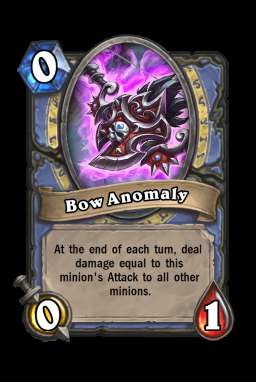 0
Bow Anomaly
At the end of each turn, deal
damage equal to this
minion's Attack to all other
minions.
0
1